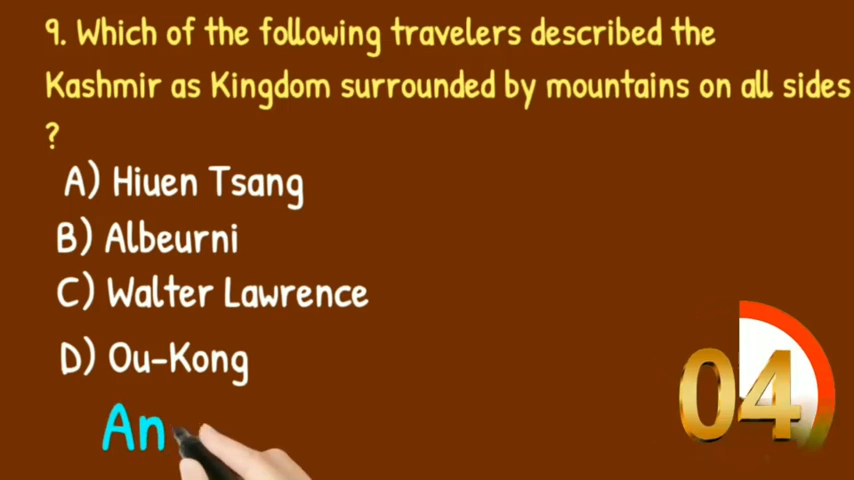 9. Which of the following travelers described the
Kashmir as Kingdom surrounded by mountains on all sides
?
A) Hiuen Tsang
B) Albeurni
C) Walter Lawrence
D) Ou-Kong
An
04